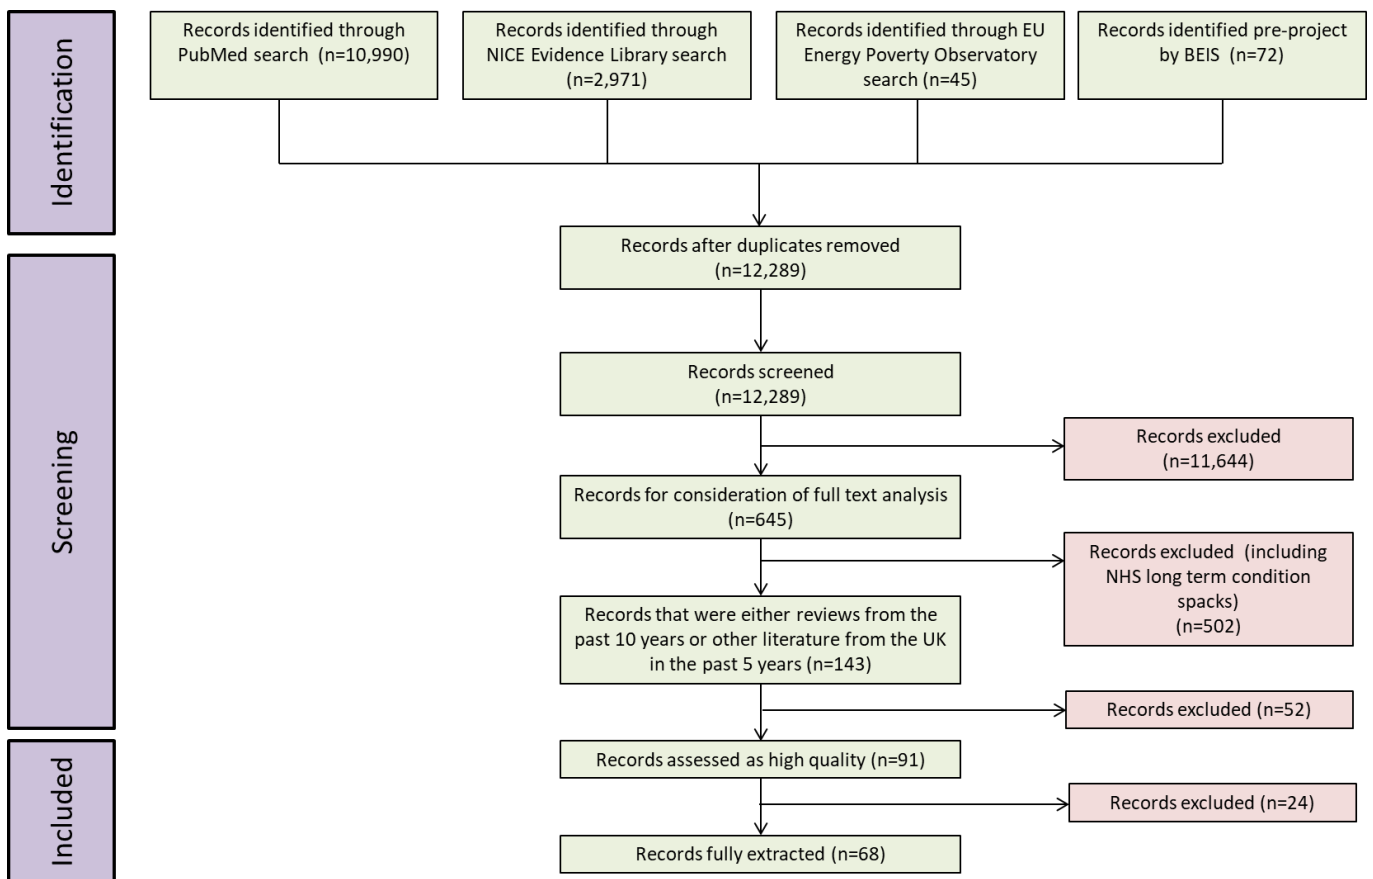 Identification
Records identified through
PubMed search (n=10,990)
Records identified through
NICE Evidence Library search
(n=2,971)
Records identified through EU
Energy Poverty Observatory
search (n=45)
Records identified pre-project
by BEIS (n=72)
Screening
Records after duplicates removed
(n=12,289)
Records screened
(n=12,289)
Records excluded
(n=11,644)
Records for consideration of full text analysis
(n=645)
Records excluded (including
NHS long term condition
spacks)
(n=502)
Records that were either reviews from the
past 10 years or other literature from the UK
in the past 5 years (n=143)
Records excluded (n=52)
Included
Records assessed as high quality (n=91)
Records excluded (n=24)
Records fully extracted (n=68)